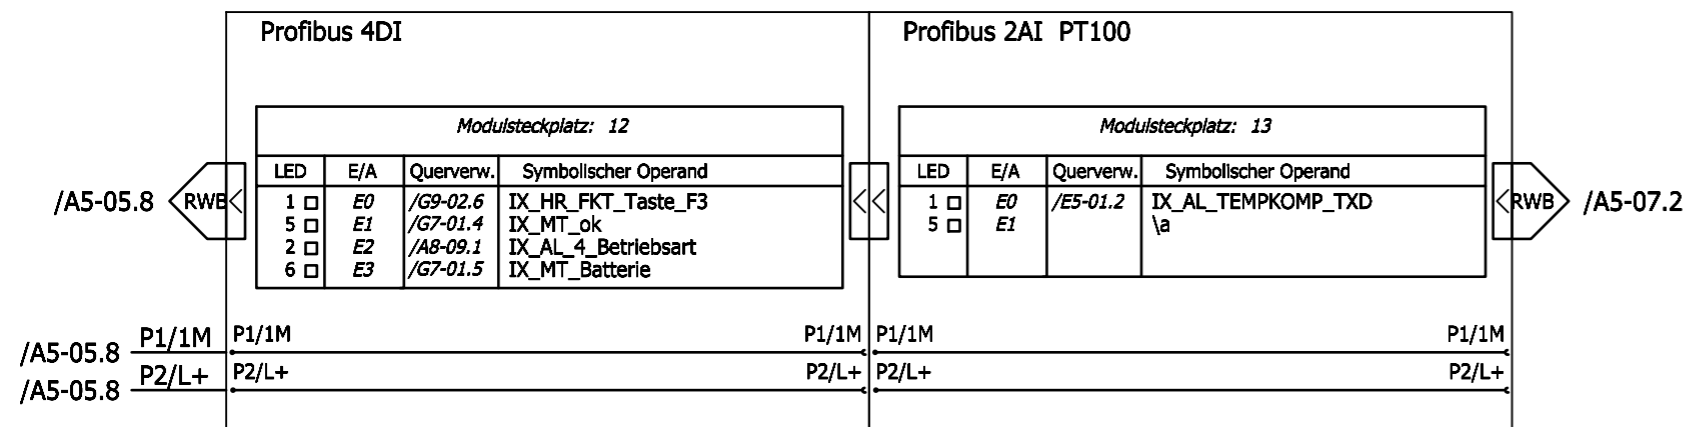 Profibus 4DI
Profibus 2AI PT100
Modulsteckplatz: 12
LED E/A Querverw. Symbolischer Operand
1 E0 /G9-02.6 IX_HR_FKT_Taste_F3
5 E1 /G7-01.4 IX_MT_ok
2 E2 /A8-09.1 IX_AL_4_Betriebsart
6 E3 /G7-01.5 IX_MT_Batterie
Modulsteckplatz: 13
LED E/A Querverw. Symbolischer Operand
1 E0 /E5-01.2 IX_AL_TEMPKOMP_TXD
5 E1 \a
/A5-05.8 RWB
RWB /A5-07.2
/A5-05.8 P1/1M P1/1M P1/1M P1/1M P1/1M
/A5-05.8 P2/L+ P2/L+ P2/L+ P2/L+ P2/L+